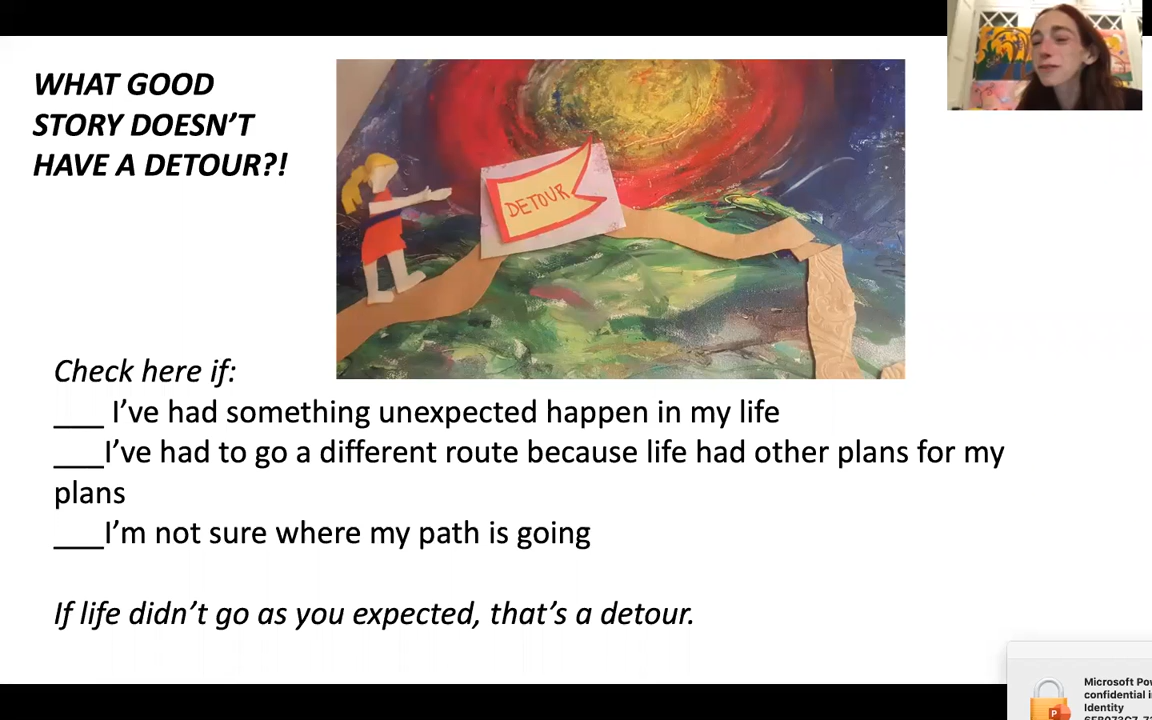 WHAT GOOD
STORY DOESN'T
HAVE A DETOUR?!
DETOUR
Check here if:
___ I've had something unexpected happen in my life
___I've had to go a different route because life had other plans for my
plans
___I'm not sure where my path is going
If life didn't go as you expected, that's a detour.
Microsoft
confidential
Identity